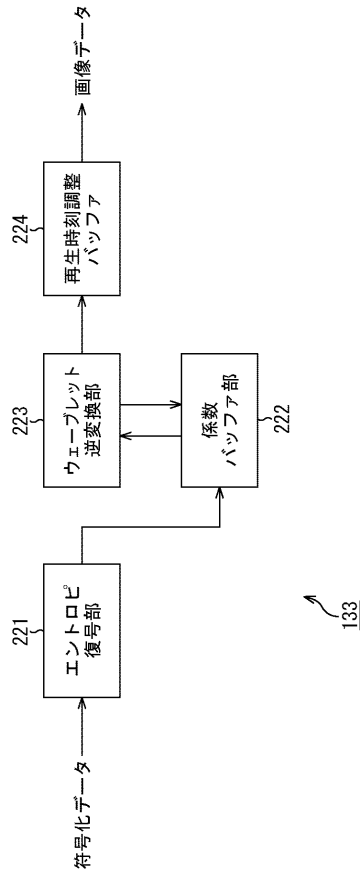 符号化データ
221
エントロピ
復号部
223
ウェーブレット
逆変換部
係数
バッファ部
222
224
再生時刻調整
バッファ
画像データ
133